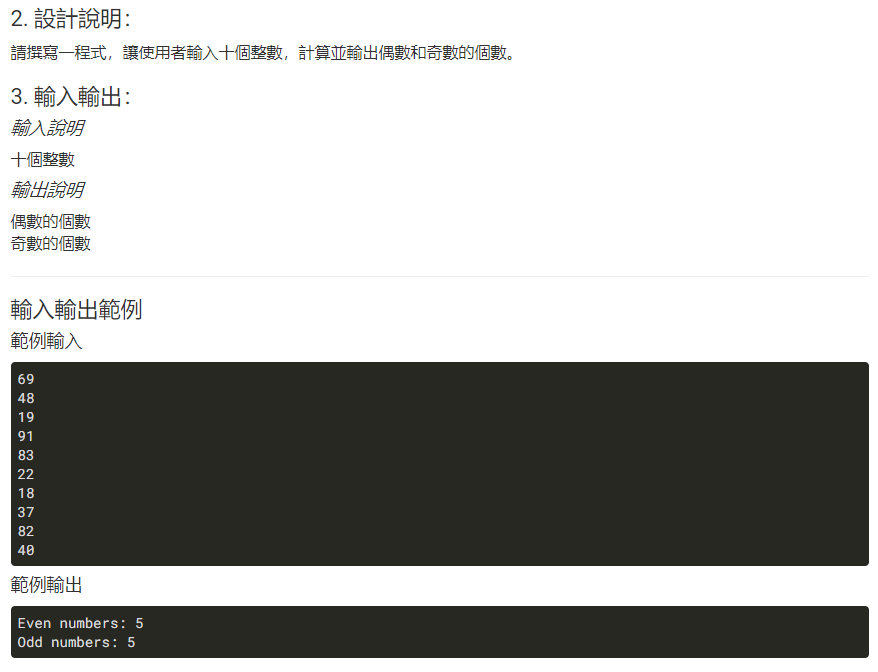 2. 設計說明：
請撰寫一程式，讓使用者輸入十個整數，計算並輸出偶數和奇數的個數。
3. 輸入輸出：
輸入說明
十個整數
輸出說明
偶數的個數
奇數的個數
輸入輸出範例
範例輸入
69
48
19
91
83
22
18
37
82
40
範例輸出
Even numbers: 5
Odd numbers: 5